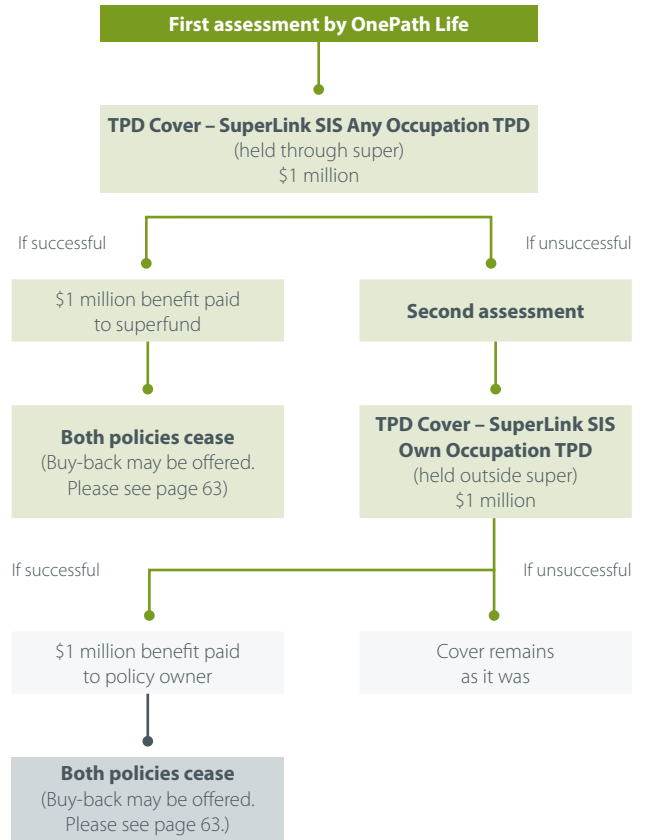 First assessment by OnePath Life
TPD Cover – SuperLink SIS Any Occupation TPD
(held through super)
$1 million
If successful
If unsuccessful
$1 million benefit paid
to superfund
Second assessment
Both policies cease
(Buy-back may be offered.
Please see page 63)
TPD Cover – SuperLink SIS
Own Occupation TPD
(held outside super)
$1 million
If successful
If unsuccessful
$1 million benefit paid
to policy owner
Cover remains
as it was
Both policies cease
(Buy-back may be offered.
Please see page 63.)